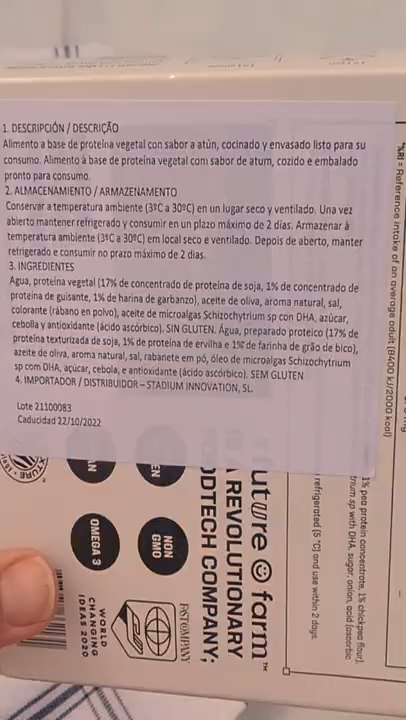 1. DESCRIPCIÓN / DESCRIÇÃO
Alimento a base de proteína vegetal con sabor a atún, cocinado y envasado listo para su
consumo. Alimento à base de proteína vegetal com sabor de atum, cozido e embalado
pronto para consumo.
2. ALMACENAMIENTO / ARMAZENAMENTO
Conservar a temperatura ambiente (3ºC a 30ºC) en un lugar seco y ventilado. Una vez
abierto mantener refrigerado y consumir en un plazo máximo de 2 días. Armazenar à
temperatura ambiente (3ºC a 30ºC) em local seco e ventilado. Depois de aberto, manter
refrigerado e consumir no prazo máximo de 2 dias.
3. INGREDIENTES
Agua, proteína vegetal (17% de concentrado de proteína de soja, 1% de concentrado de
proteína de guisante, 1% de harina de garbanzo), aceite de oliva, aroma natural, sal,
colorante (rábano en polvo), aceite de microalgas Schizochytrium sp con DHA, azúcar,
cebolla y antioxidante (ácido ascórbico). SIN GLUTEN. Água, preparado proteico (17% de
proteína texturizada de soja, 1% de proteína de ervilha e 1% de farinha de grão de bico),
azeite de oliva, aroma natural, sal, rabanete em pó, óleo de microalgas Schizochytrium
sp com DHA, açúcar, cebola, e antioxidante (ácido ascórbico). SEM GLUTEN
4. IMPORTADOR / DISTRIBUIDOR – STADIUM INNOVATION, SL.
Lote 21100083
Caducidad 22/10/2022
%RI = Reference intake of an average adult (8400 kJ/2000 kcal)
1% pea protein concentrate, 1% chickpea flour),
trium sp with DHA, sugar, onion, acid (ascorbic
refrigerated (5 °C) and use within 2 days.
uture farm™
A REVOLUTIONARY
ODTECH COMPANY;
EN
NON
GMO
AN
OMEGA 3
FAST COMPANY
WORLD
CHANGING
IDEAS 2020
XTURE